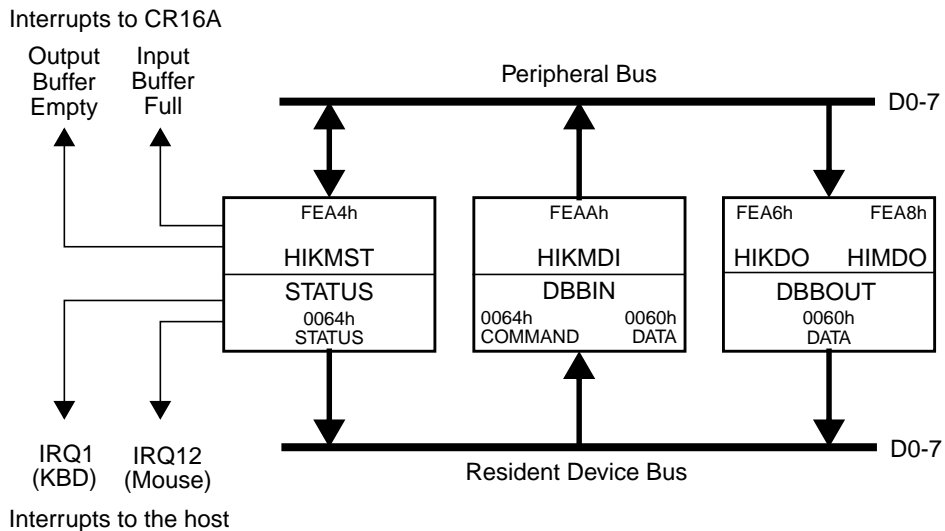 Interrupts to CR16A
Output
Buffer
Empty
Input
Buffer
Full
Peripheral Bus
D0-7
FEA4h
HIKMST
STATUS
0064h
STATUS
FEAAh
HIKMDI
DBBIN
0064h 0060h
COMMAND DATA
FEA6h FEA8h
HIKDO HIMDO
DBBOUT
0060h
DATA
IRQ1
(KBD)
IRQ12
(Mouse)
D0-7
Resident Device Bus
Interrupts to the host